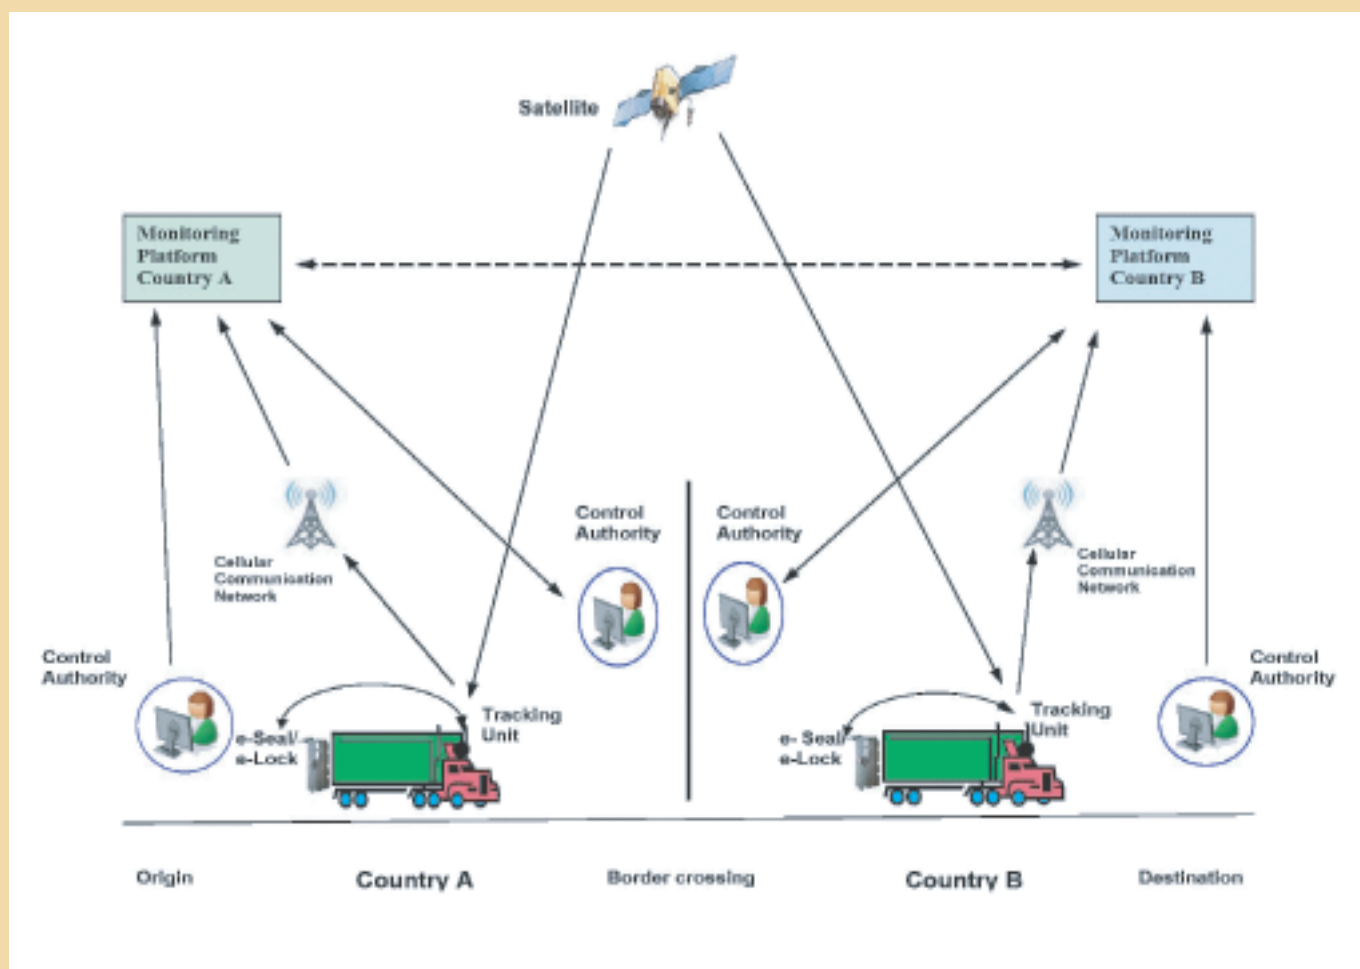 Satellite
Monitoring
Platform
Country A
Monitoring
Platform
Country B
Control
Authority
Control
Authority
Cellular
Communication
Network
Cellular
Communication
Network
Control
Authority
Control
Authority
e-Seal/
e-Lock
Tracking
Unit
e- Seal/
e-Lock
Tracking
Unit
Origin
Country A
Border crossing
Country B
Destination